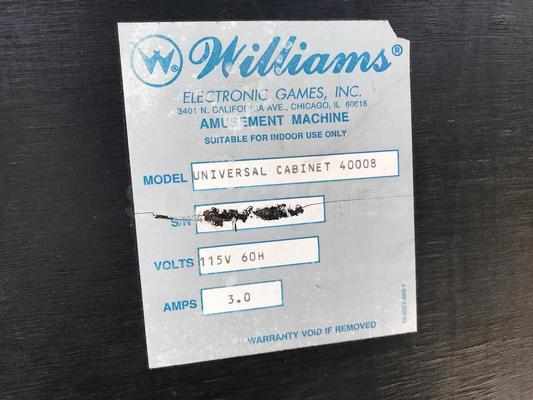 W® Williams®
ELECTRONIC GAMES, INC.
3401 N. CALIFORNIA AVE., CHICAGO, IL 60618
AMUSEMENT MACHINE
SUITABLE FOR INDOOR USE ONLY
MODEL UNIVERSAL CABINET 40008
S/N
VOLTS 115V 60H
AMPS 3.0
WARRANTY VOID IF REMOVED